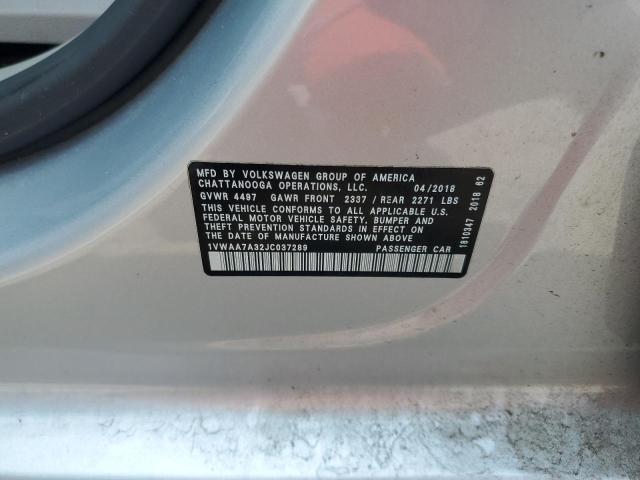 MFD BY VOLKSWAGEN GROUP OF AMERICA
CHATTANOOGA OPERATIONS, LLC. 04/2018
GVWR 4497 GAWR FRONT 2337 / REAR 2271 LBS
THIS VEHICLE CONFORMS TO ALL APPLICABLE U.S.
FEDERAL MOTOR VEHICLE SAFETY, BUMPER AND
THEFT PREVENTION STANDARDS IN EFFECT ON THE
DATE OF MANUFACTURE SHOWN ABOVE.
1VWAA7A32JC037289 PASSENGER CAR
1810347 2018 62